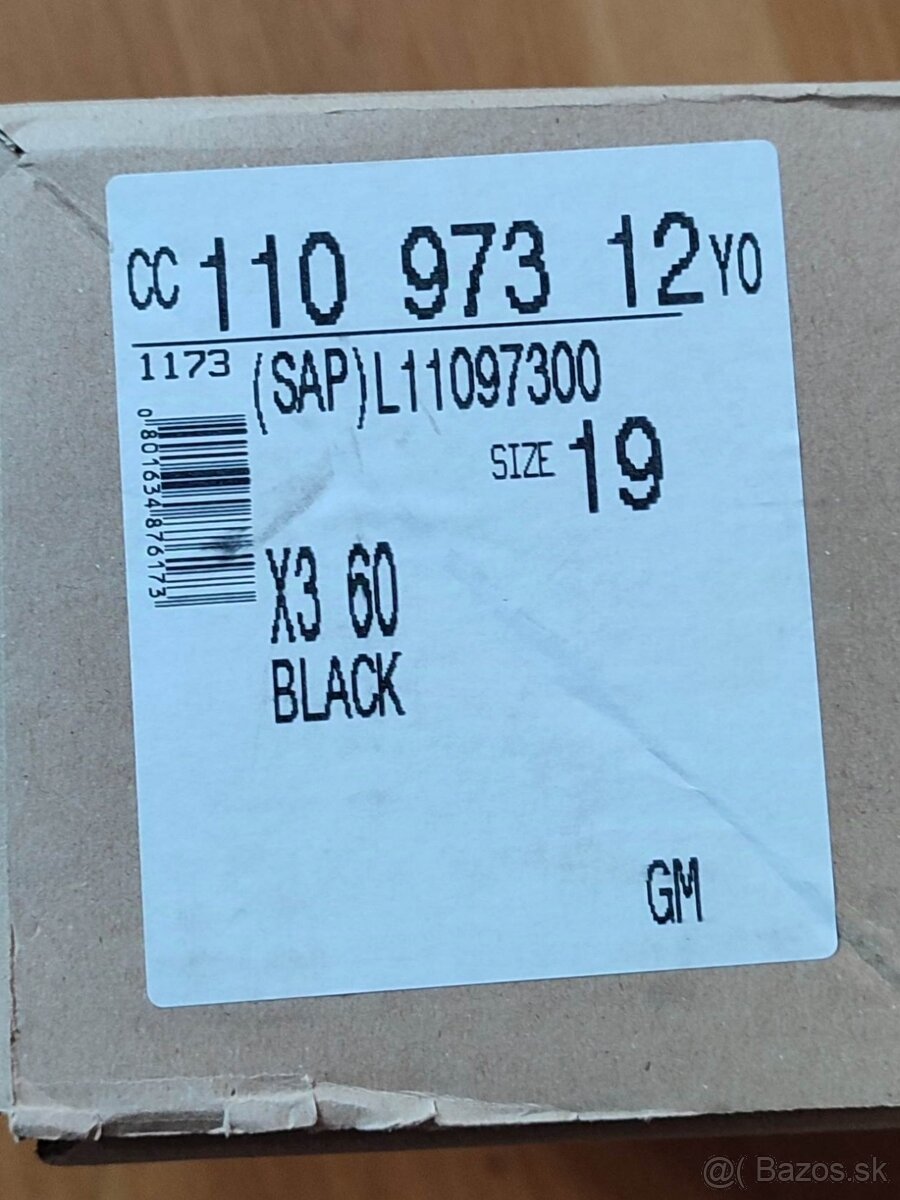 CC 110 973 12 YO
1173 (SAP)L11097300
0801634876173
SIZE 19
X3 60
BLACK
GM
@( Bazos.sk